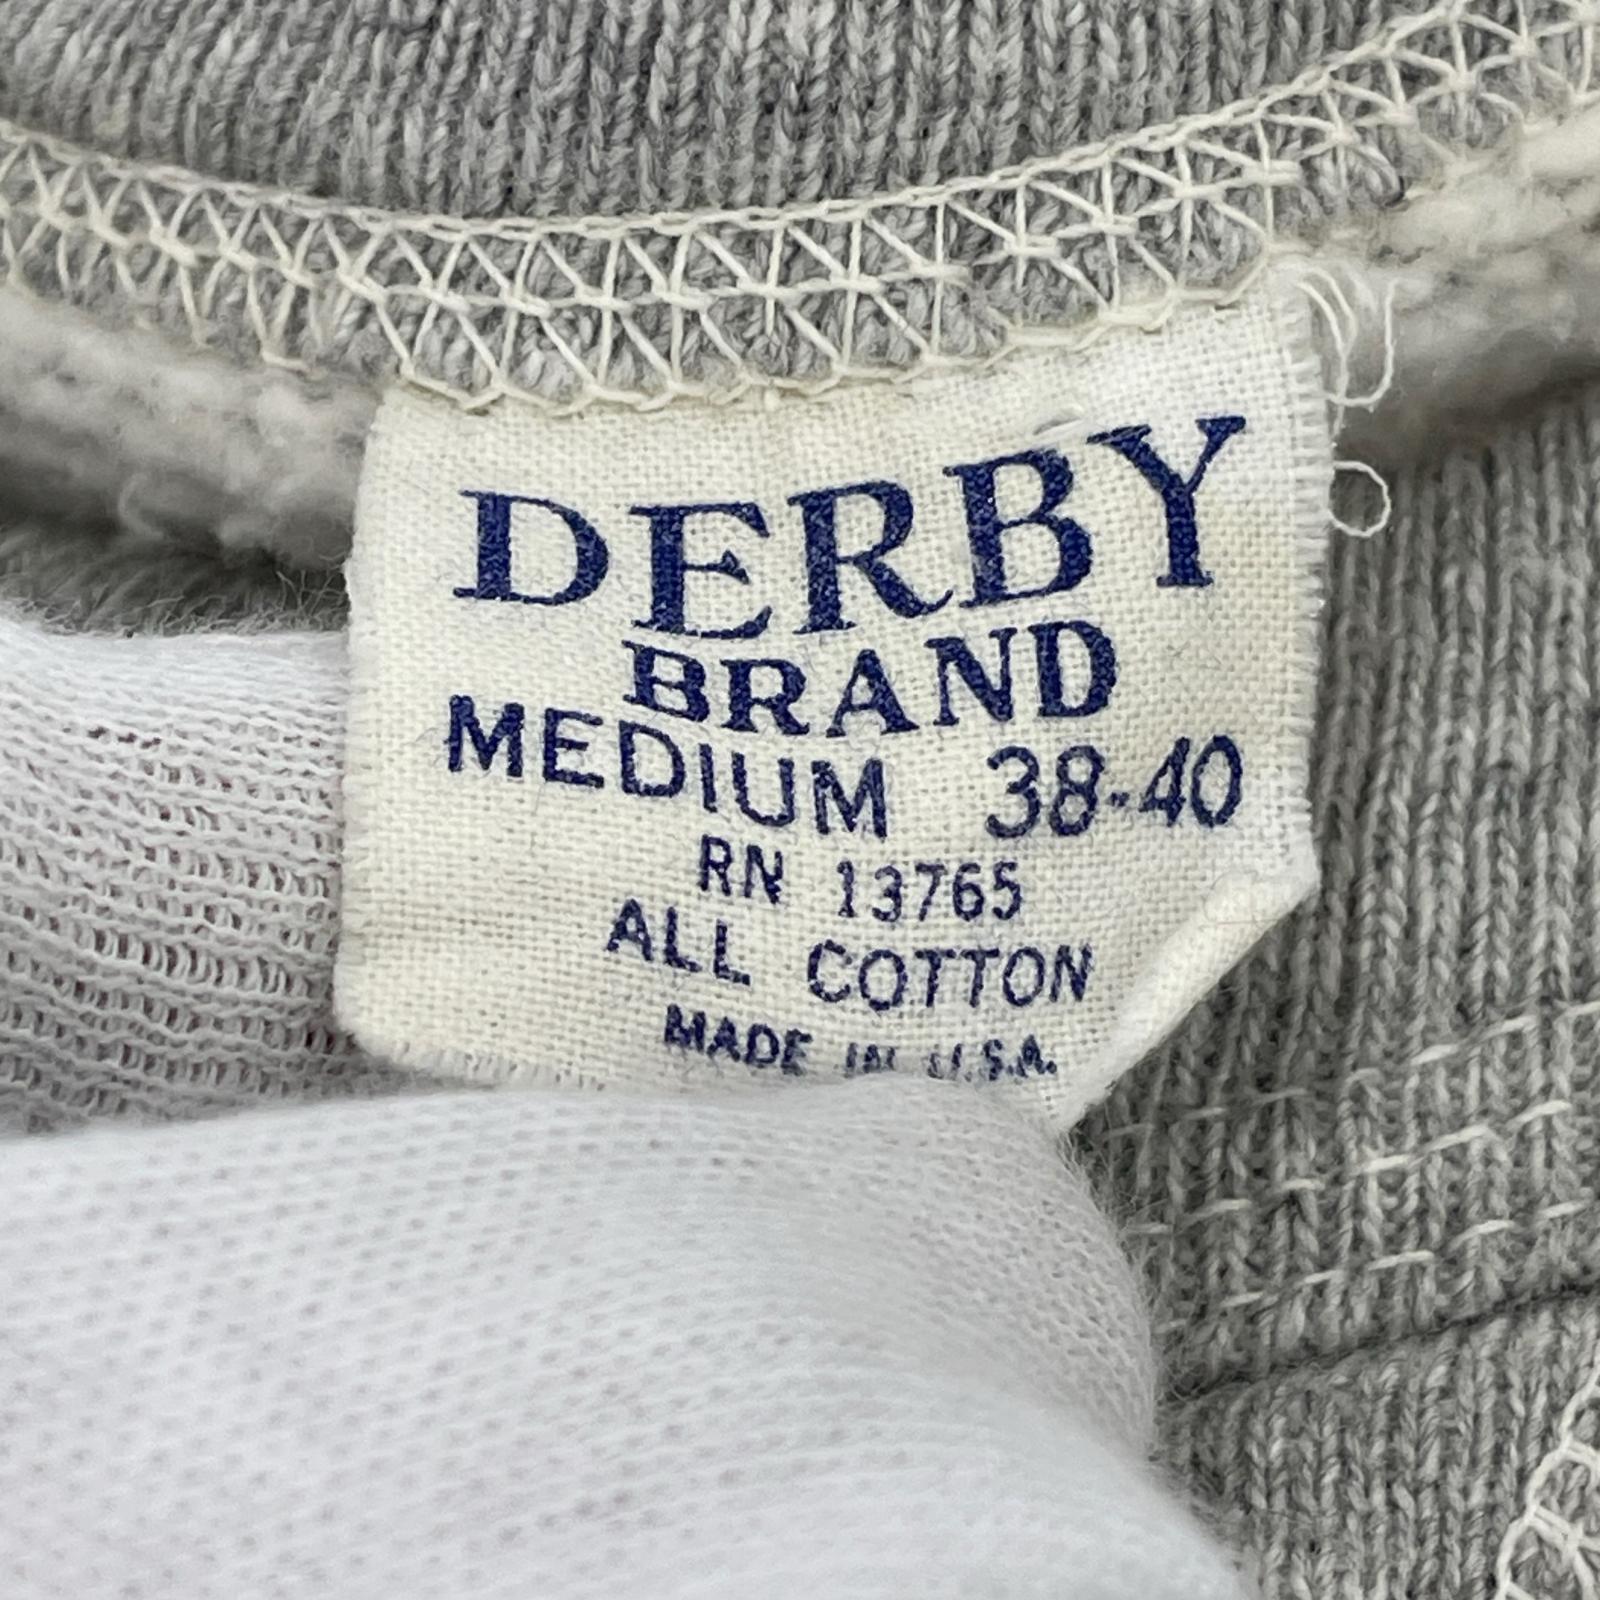 DERBY
BRAND
MEDIUM 38-40
RN 13765
ALL COTTON
MADE IN U.S.A.